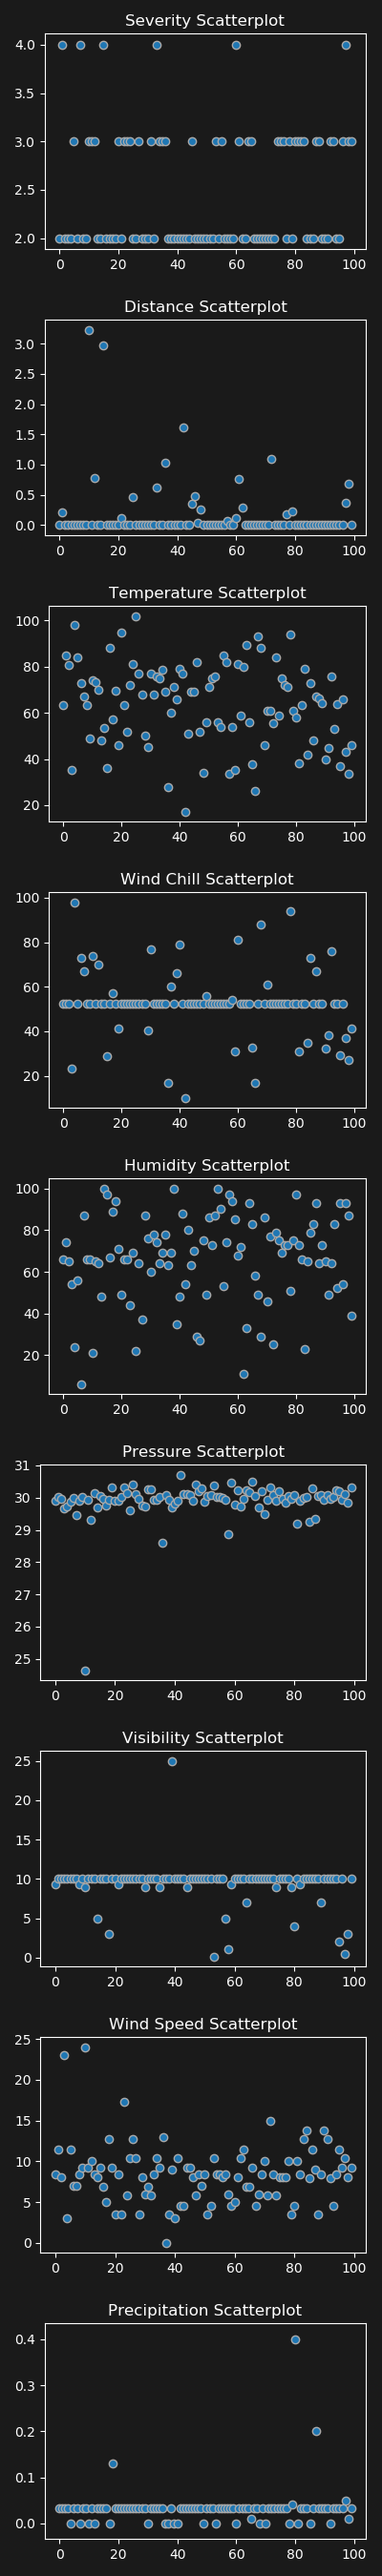 Severity Scatterplot
4.0
3.5
3.0
2.5
2.0
0 20 40 60 80 100
Distance Scatterplot
3.0
2.5
2.0
1.5
1.0
0.5
0.0
0 20 40 60 80 100
Temperature Scatterplot
100
80
60
40
20
0 20 40 60 80 100
Wind Chill Scatterplot
100
80
60
40
20
0 20 40 60 80 100
Humidity Scatterplot
100
80
60
40
20
0 20 40 60 80 100
Pressure Scatterplot
31
30
29
28
27
26
25
0 20 40 60 80 100
Visibility Scatterplot
25
20
15
10
5
0
0 20 40 60 80 100
Wind Speed Scatterplot
25
20
15
10
5
0
0 20 40 60 80 100
Precipitation Scatterplot
0.4
0.3
0.2
0.1
0.0
0 20 40 60 80 100